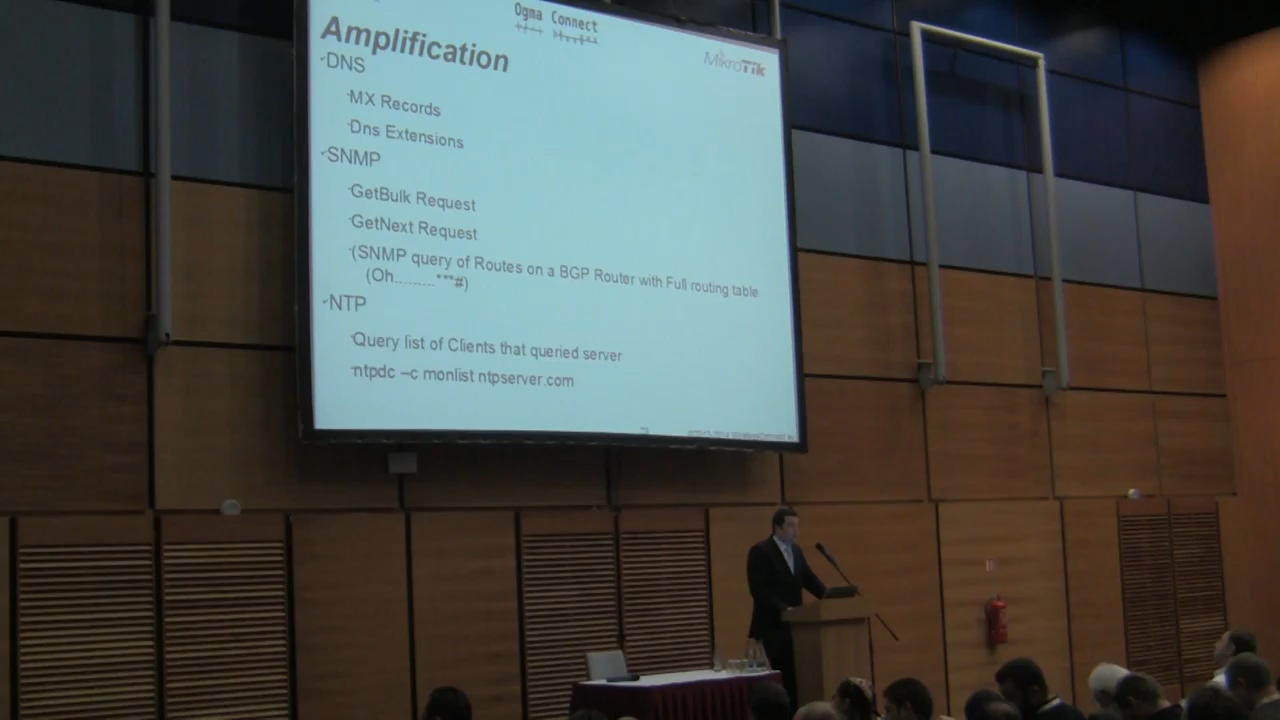 Ogma Connect
Amplification
MikroTik
DNS
MX Records
Dns Extensions
SNMP
GetBulk Request
GetNext Request
(SNMP query of Routes on a BGP Router with Full routing table
(Oh.........***#)
NTP
Query list of Clients that queried server
ntpdc –c monlist ntpserver.com